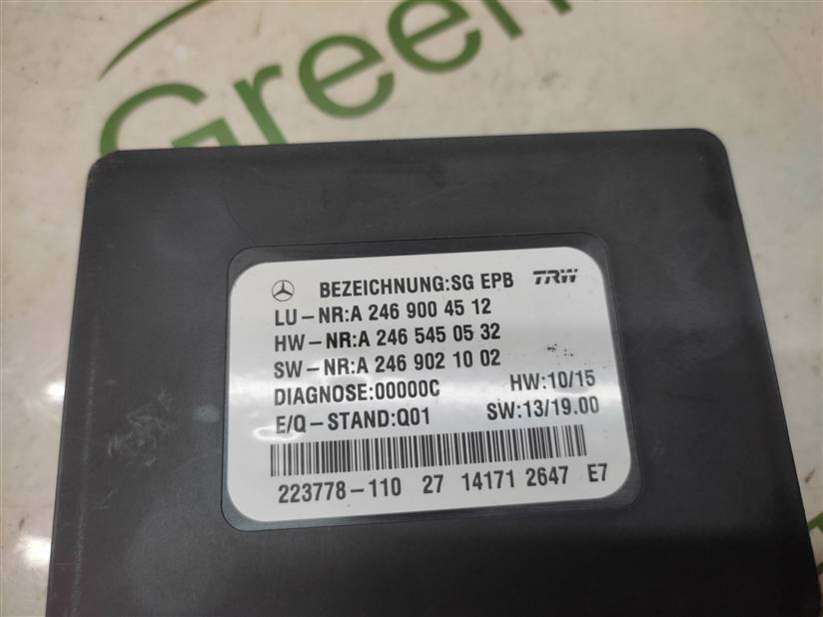 Green
BEZEICHNUNG:SG EPB TRW
LU-NR:A 246 900 45 12
HW-NR:A 246 545 05 32
SW-NR:A 246 902 10 02
DIAGNOSE:00000C HW:10/15
E/Q-STAND:Q01 SW:13/19.00
223778-110 27 14171 2647 E7